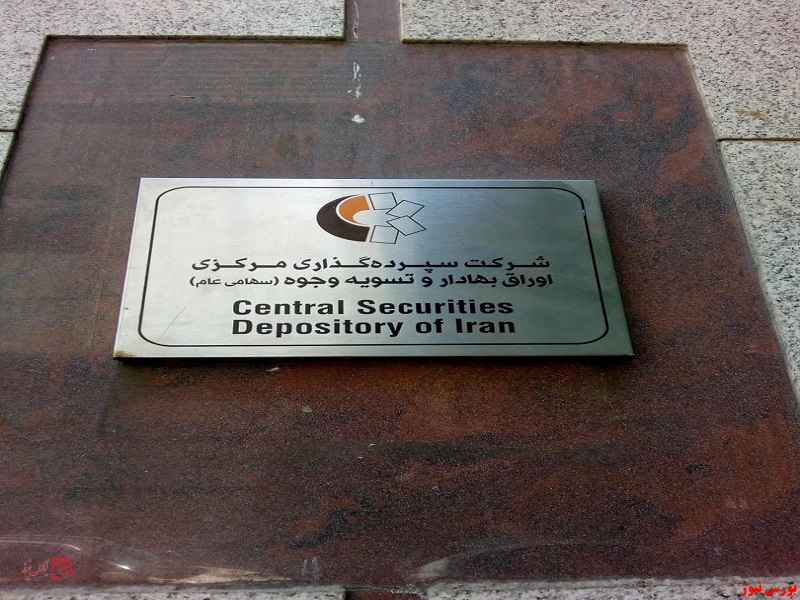 شرکت سپرده‌گذاری مرکزی
اوراق بهادار و تسویه وجوه (سهامی عام)
Central Securities
Depository of Iran
بورس نیوز